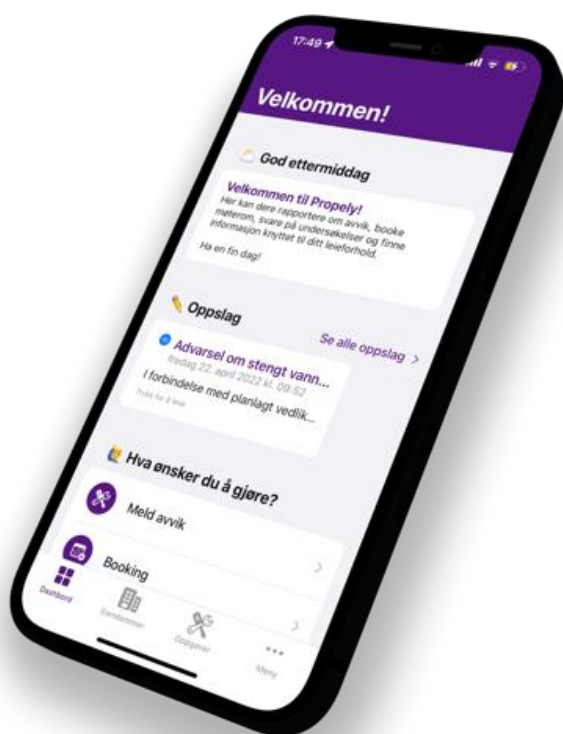 17:49
Velkommen!
God ettermiddag
Velkommen til Propely!
Her kan dere rapportere om avvik, booke
møterom, svare på undersøkelser og finne
informasjon knyttet til ditt leieforhold.
Ha en fin dag!
Oppslag
Se alle oppslag
Advarsel om stengt vann...
fredag 22. april 2022 kl. 09:52
I forbindelse med planlagt vedlik...
Trykk for å lese
Hva ønsker du å gjøre?
Meld avvik
Booking
Dashbord
Eiendommer
Oppgaver
Meny